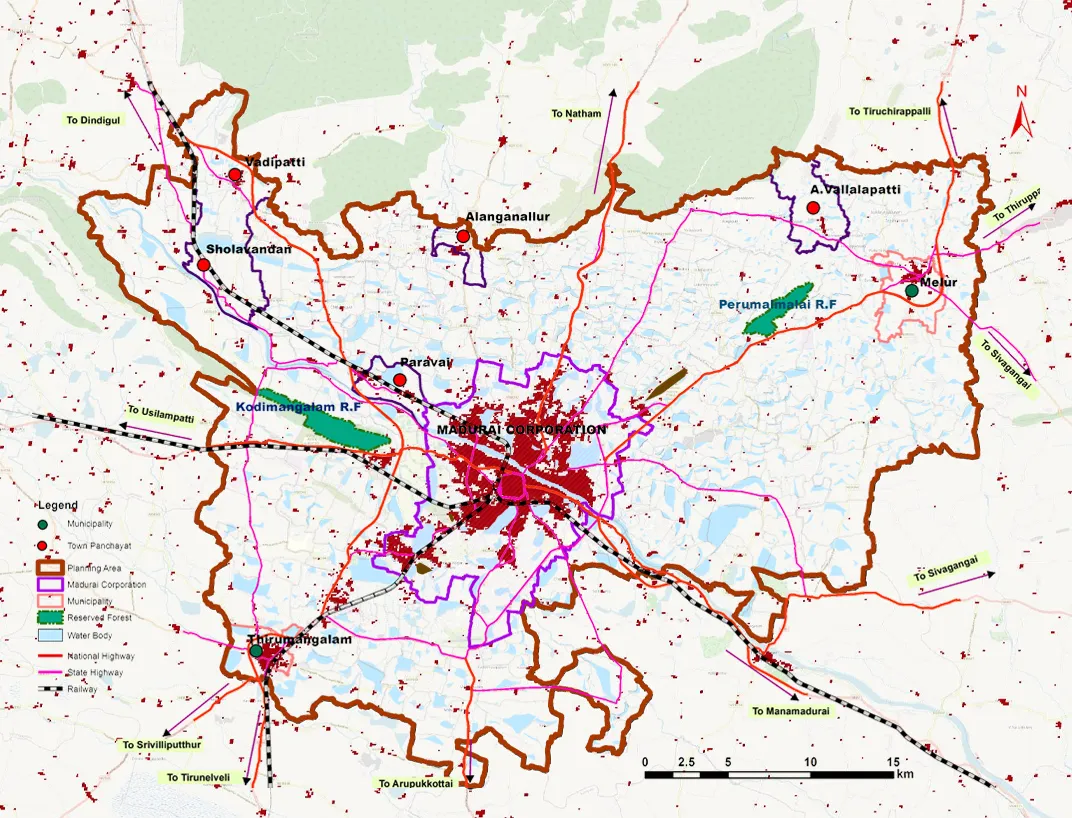 N
To Dindigul
To Natham
To Tiruchirappalli
Vadipatti
A.Vallalapatti
To Thiruppa
Alanganallur
Sholavandan
Melur
Perumalmalai R.F
To Sivagangai
Paravai
Kodimangalam R.F
To Usilampatti
MADURAI CORPORATION
Legend
Municipality
Town Panchayat
Planning Area
Madurai Corporation
Municipality
Reserved Forest
Water Body
National Highway
State Highway
Railway
To Sivagangai
Thirumangalam
To Manamadurai
To Srivilliputthur
To Tirunelveli
To Arupukkottai
0 2.5 5 10 15
km